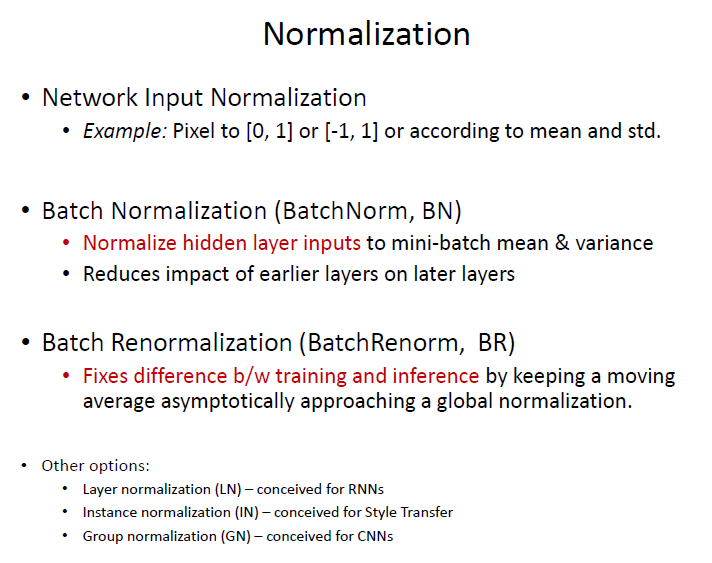 Normalization
• Network Input Normalization
• Example: Pixel to [0, 1] or [-1, 1] or according to mean and std.
• Batch Normalization (BatchNorm, BN)
• Normalize hidden layer inputs to mini-batch mean & variance
• Reduces impact of earlier layers on later layers
• Batch Renormalization (BatchRenorm,  BR)
• Fixes difference b/w training and inference by keeping a moving
average asymptotically approaching a global normalization.
• Other options:
• Layer normalization (LN) – conceived for RNNs
• Instance normalization (IN) – conceived for Style Transfer
• Group normalization (GN) – conceived for CNNs